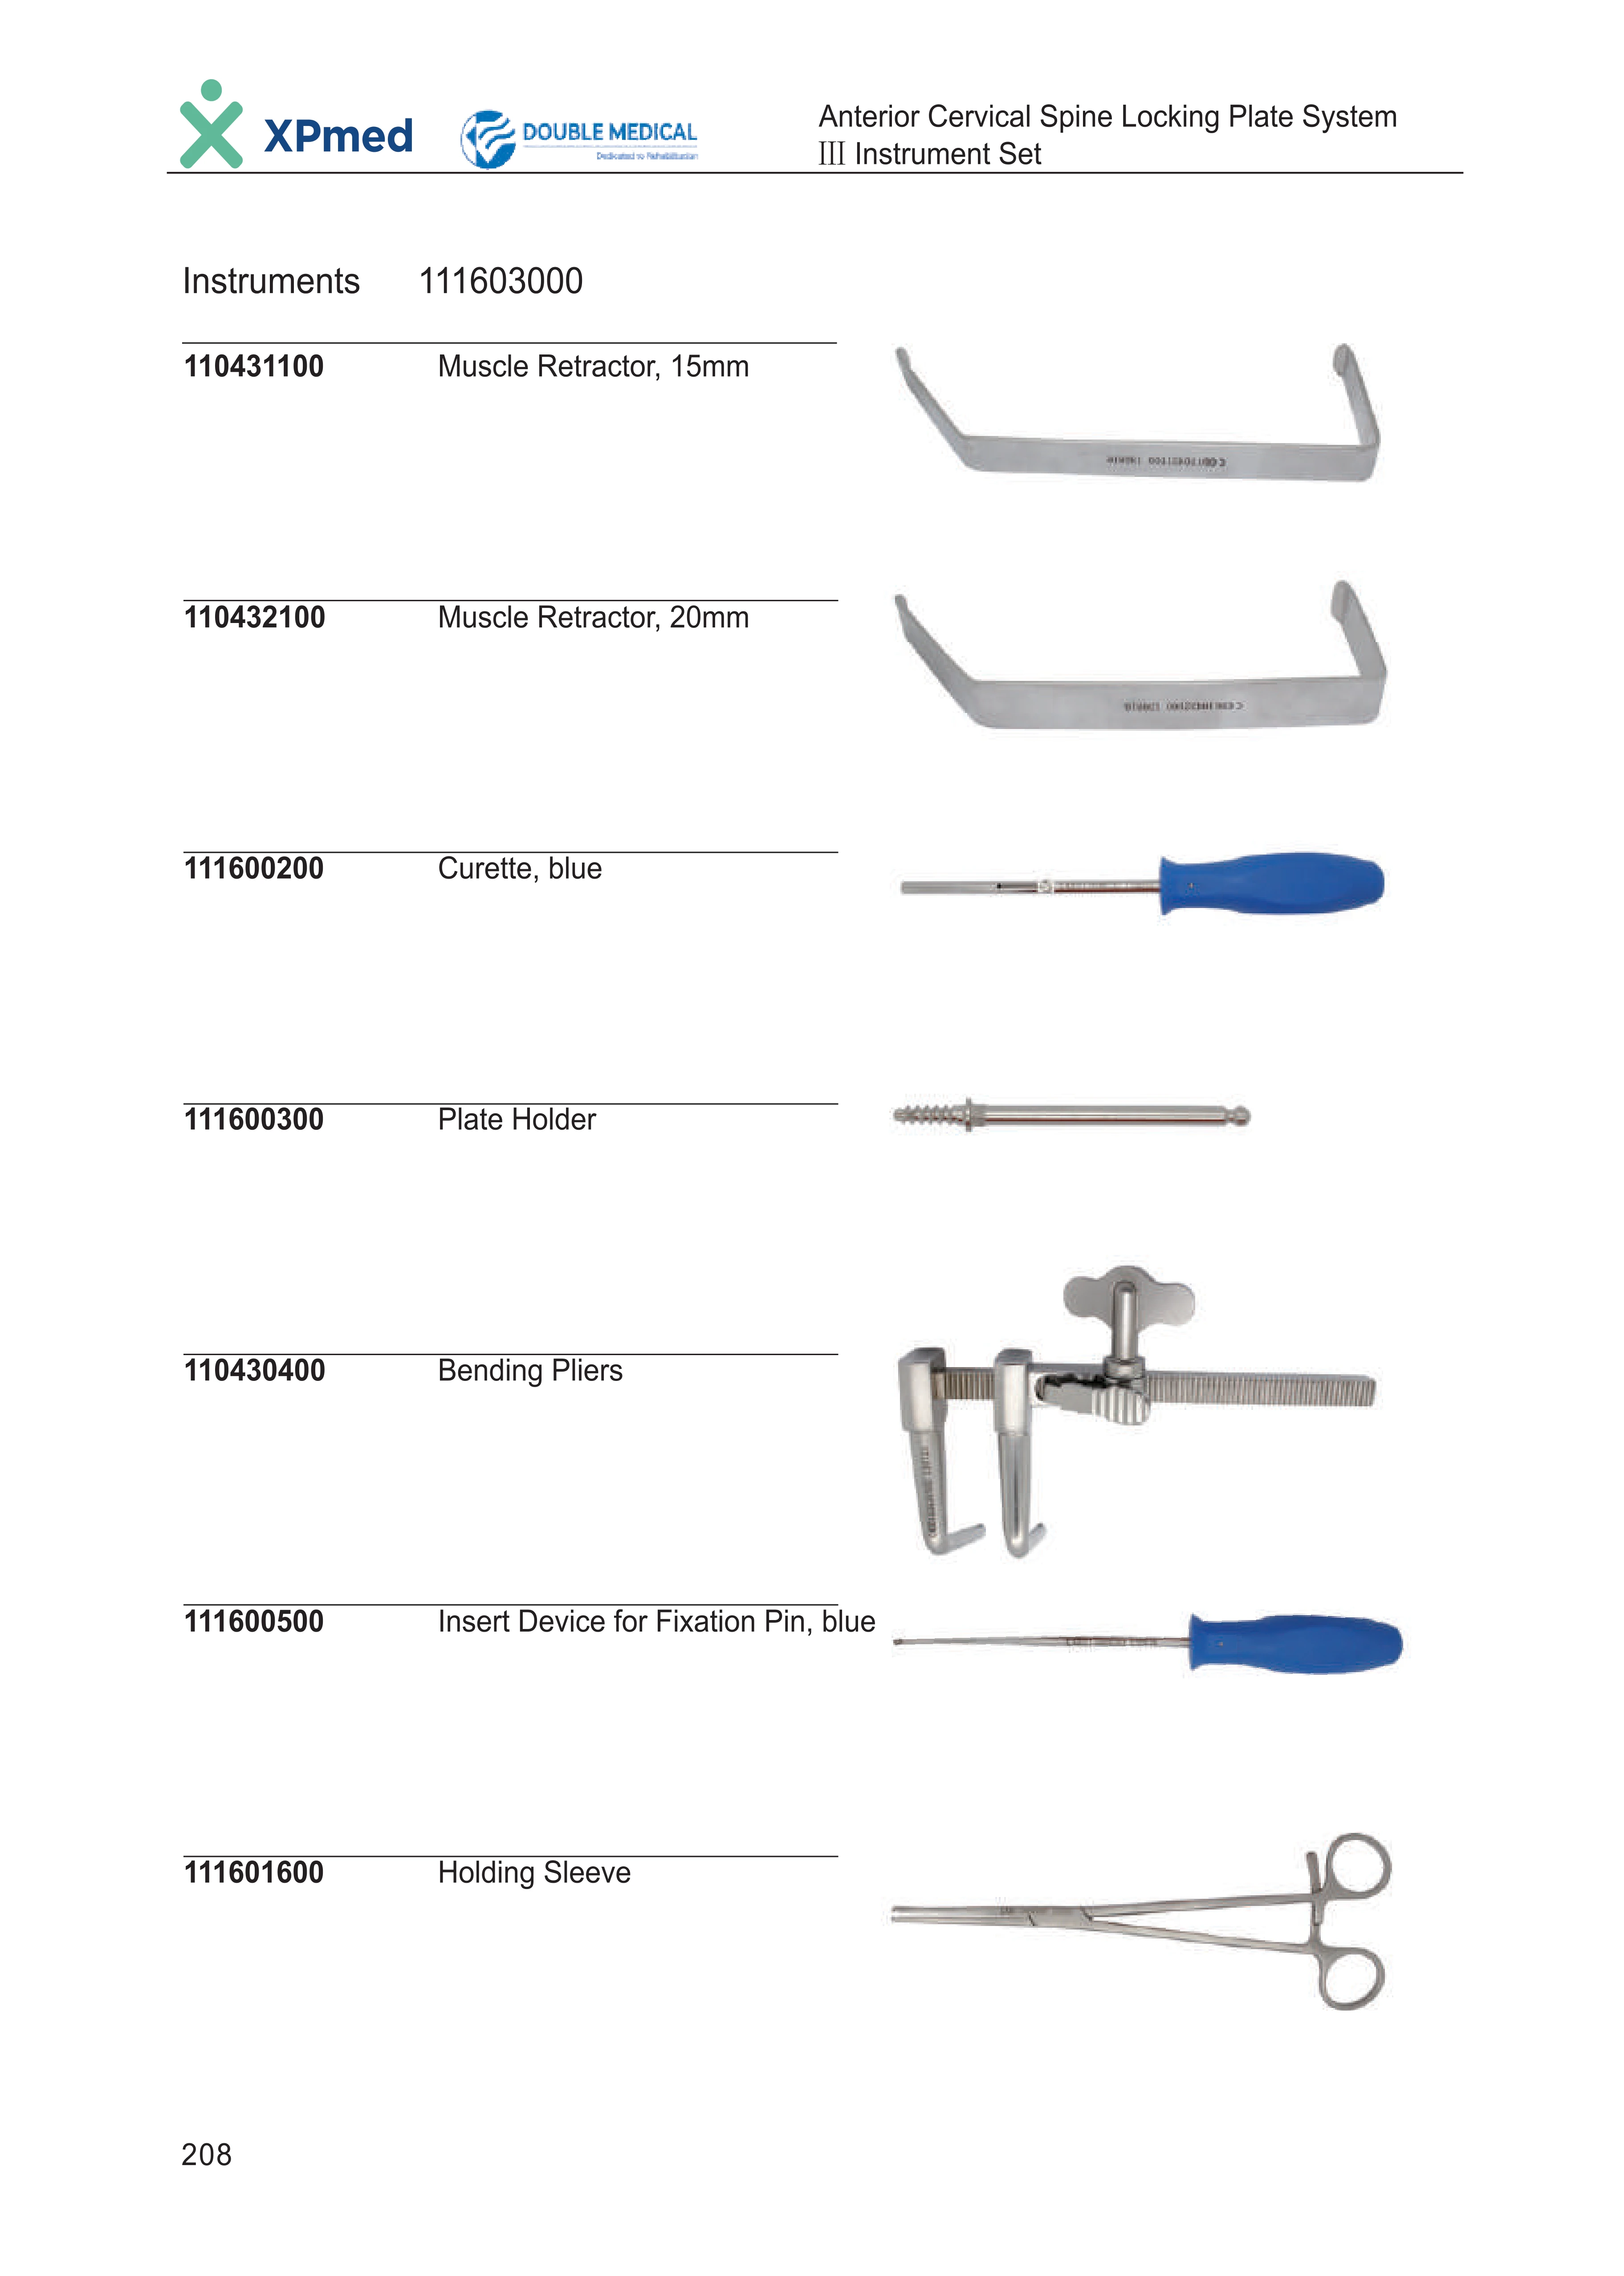 XPmed
DOUBLE MEDICAL
Dedicated to Rehabilitation
Anterior Cervical Spine Locking Plate System
III Instrument Set
Instruments 111603000
110431100 Muscle Retractor, 15mm
110432100 Muscle Retractor, 20mm
111600200 Curette, blue
111600300 Plate Holder
110430400 Bending Pliers
111600500 Insert Device for Fixation Pin, blue
111601600 Holding Sleeve
208